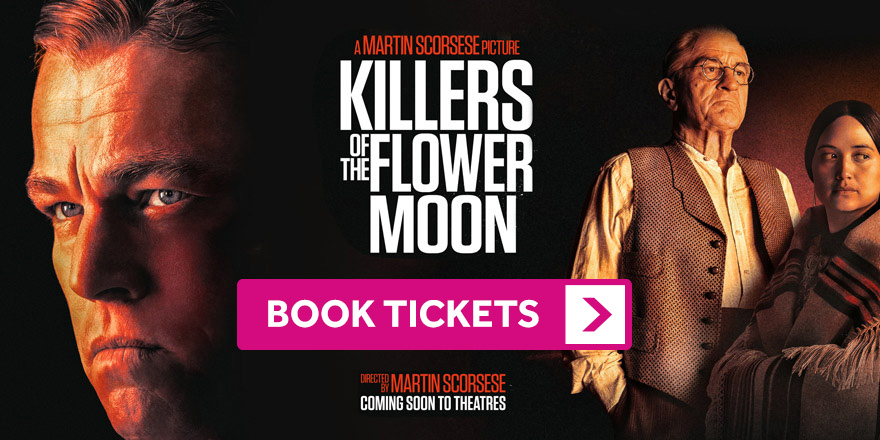 A MARTIN SCORSESE PICTURE
KILLERS
OF THE FLOWER
MOON
BOOK TICKETS
DIRECTED BY MARTIN SCORSESE
COMING SOON TO THEATRES